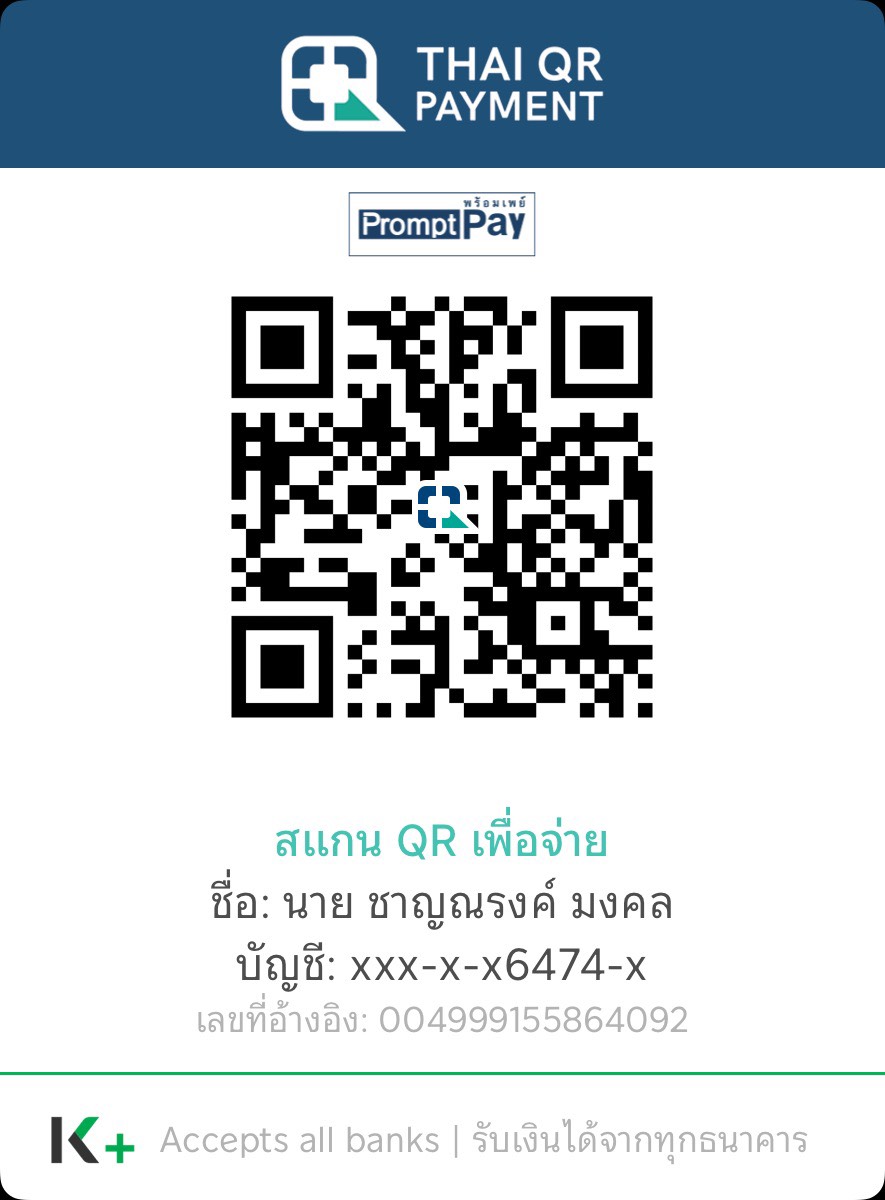 THAI QR
PAYMENT
พร้อมเพย์
PromptPay
สแกน QR เพื่อจ่าย
ชื่อ: นาย ชาญณรงค์ มงคล
บัญชี: xxx-x-x6474-x
เลขที่อ้างอิง: 004999155864092
K+ Accepts all banks | รับเงินได้จากทุกธนาคาร